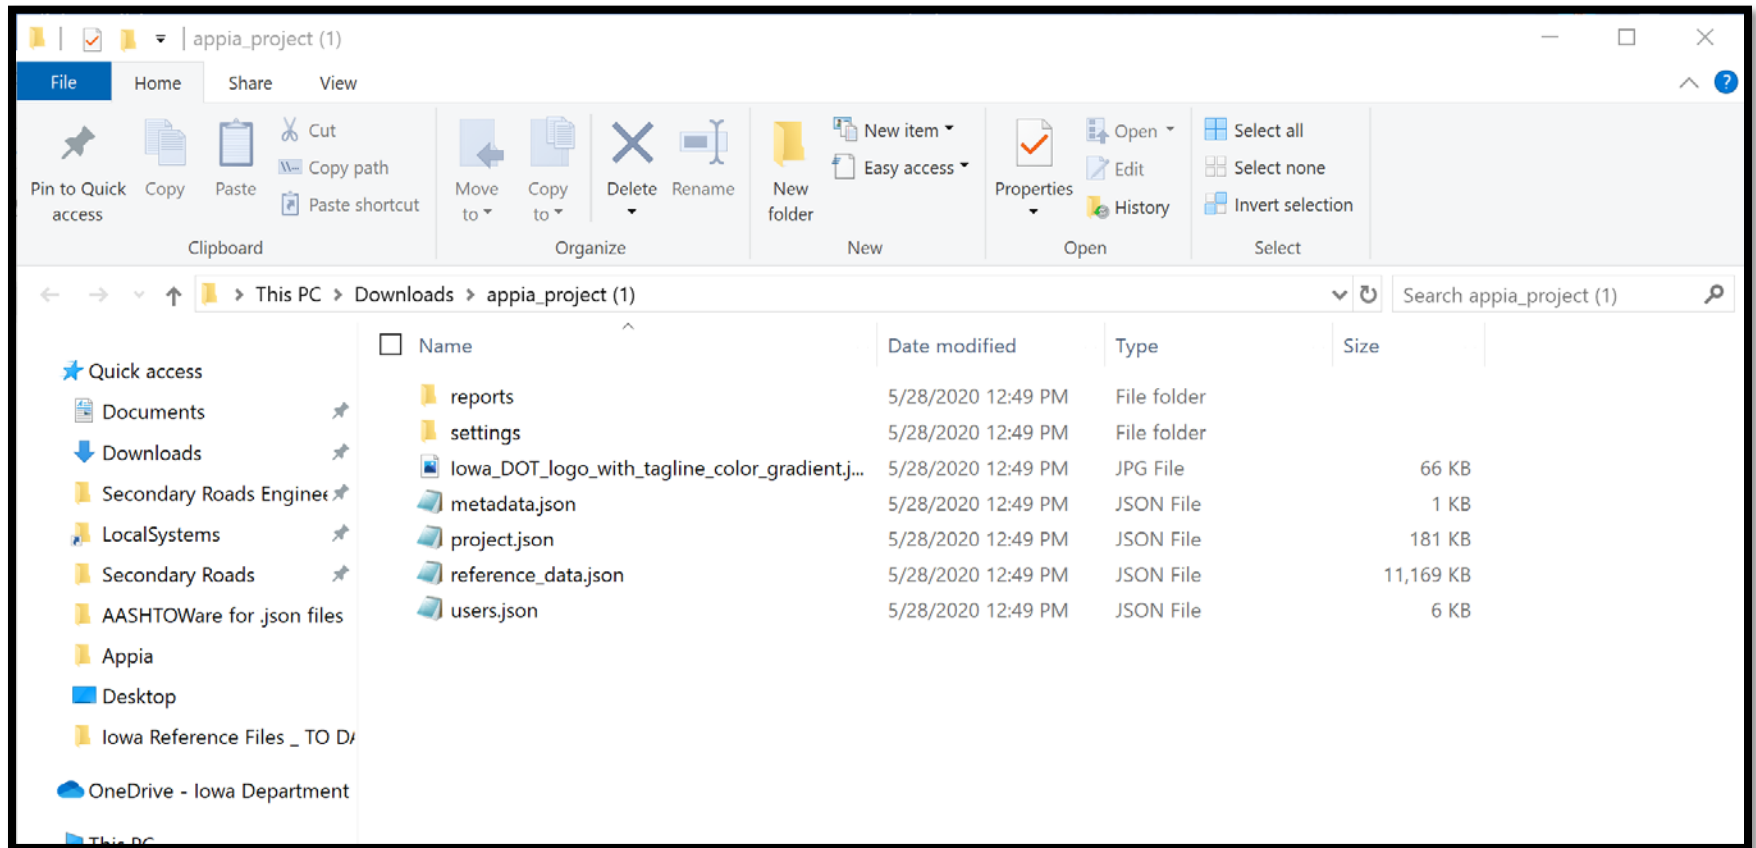 appia_project (1)
File Home Share View
Pin to Quick access
Copy
Paste
Cut
Copy path
Paste shortcut
Clipboard
Move to
Copy to
Delete
Rename
Organize
New folder
New item
Easy access
New
Properties
Open
Edit
History
Open
Select all
Select none
Invert selection
Select
This PC > Downloads > appia_project (1)
Search appia_project (1)
Quick access
Documents
Downloads
Secondary Roads Enginee
LocalSystems
Secondary Roads
AASHTOWare for .json files
Appia
Desktop
Iowa Reference Files _ TO DA
OneDrive - Iowa Department
This PC
Name Date modified Type Size
reports 5/28/2020 12:49 PM File folder
settings 5/28/2020 12:49 PM File folder
Iowa_DOT_logo_with_tagline_color_gradient.j... 5/28/2020 12:49 PM JPG File 66 KB
metadata.json 5/28/2020 12:49 PM JSON File 1 KB
project.json 5/28/2020 12:49 PM JSON File 181 KB
reference_data.json 5/28/2020 12:49 PM JSON File 11,169 KB
users.json 5/28/2020 12:49 PM JSON File 6 KB